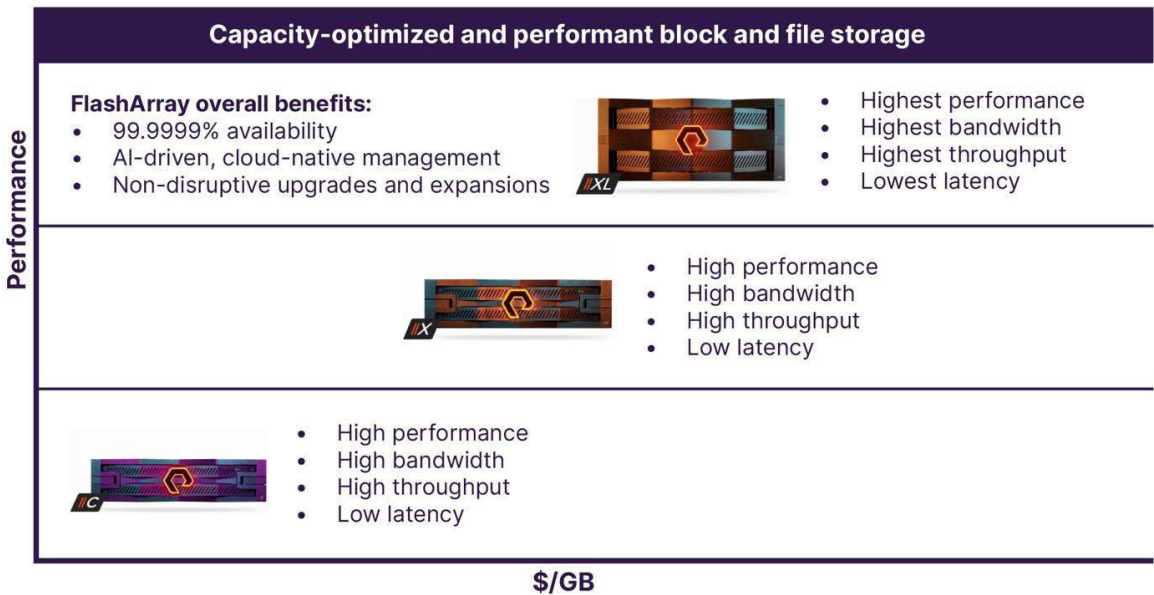 Capacity-optimized and performant block and file storage
Performance
FlashArray overall benefits:
• 99.9999% availability
• AI-driven, cloud-native management
• Non-disruptive upgrades and expansions
//XL
• Highest performance
• Highest bandwidth
• Highest throughput
• Lowest latency
//X
• High performance
• High bandwidth
• High throughput
• Low latency
//C
• High performance
• High bandwidth
• High throughput
• Low latency
$/GB